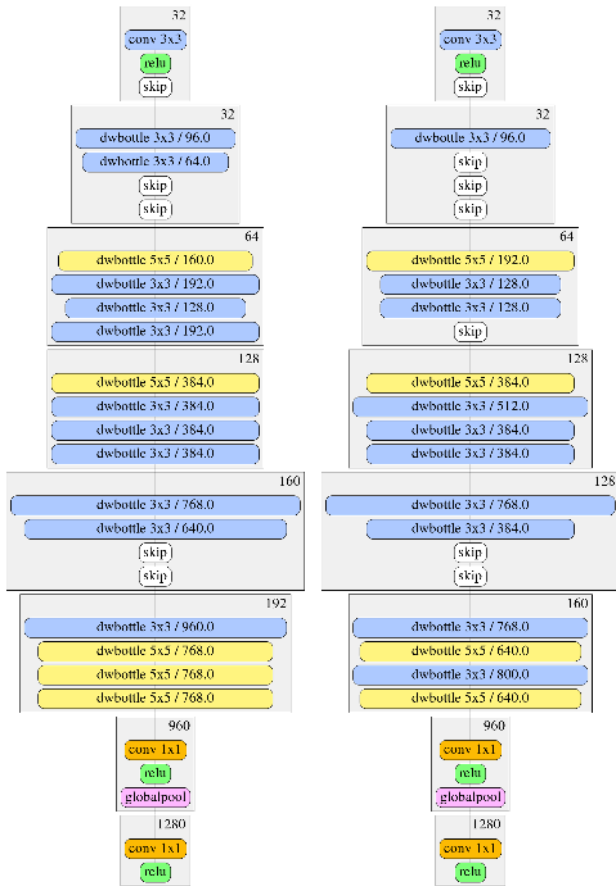 32
conv 3x3
relu
skip
32
dwbottle 3x3 / 96.0
dwbottle 3x3 / 64.0
skip
skip
64
dwbottle 5x5 / 160.0
dwbottle 3x3 / 192.0
dwbottle 3x3 / 128.0
dwbottle 3x3 / 192.0
128
dwbottle 5x5 / 384.0
dwbottle 3x3 / 384.0
dwbottle 3x3 / 384.0
dwbottle 3x3 / 384.0
160
dwbottle 3x3 / 768.0
dwbottle 3x3 / 640.0
skip
skip
192
dwbottle 3x3 / 960.0
dwbottle 5x5 / 768.0
dwbottle 5x5 / 768.0
dwbottle 5x5 / 768.0
960
conv 1x1
relu
globalpool
1280
conv 1x1
relu
32
conv 3x3
relu
skip
32
dwbottle 3x3 / 96.0
skip
skip
skip
64
dwbottle 5x5 / 192.0
dwbottle 3x3 / 128.0
dwbottle 3x3 / 128.0
skip
128
dwbottle 5x5 / 384.0
dwbottle 3x3 / 512.0
dwbottle 3x3 / 384.0
dwbottle 3x3 / 384.0
128
dwbottle 3x3 / 768.0
dwbottle 3x3 / 384.0
skip
skip
160
dwbottle 3x3 / 768.0
dwbottle 5x5 / 640.0
dwbottle 3x3 / 800.0
dwbottle 5x5 / 640.0
960
conv 1x1
relu
globalpool
1280
conv 1x1
relu